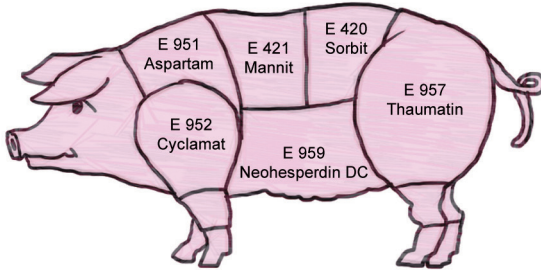 E 951
Aspartam
E 421
Mannit
E 420
Sorbit
E 957
Thaumatin
E 952
Cyclamat
E 959
Neohesperdin DC